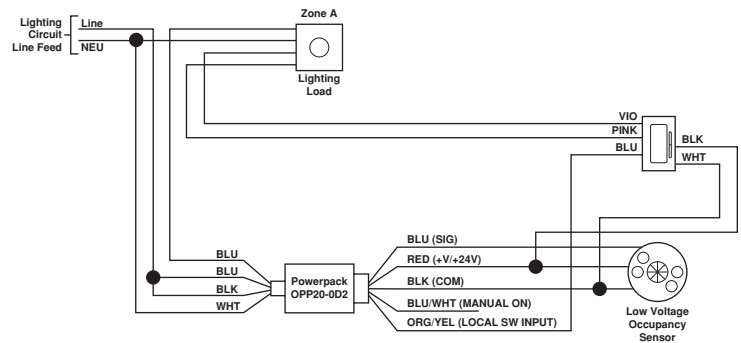 Zone A
Lighting
Circuit
Line Feed
Line
NEU
Lighting
Load
VIO
PINK
BLU
BLK
WHT
BLU
BLU
BLK
WHT
Powerpack
OPP20-0D2
BLU (SIG)
RED (+V/+24V)
BLK (COM)
BLU/WHT (MANUAL ON)
ORG/YEL (LOCAL SW INPUT)
Low Voltage
Occupancy
Sensor